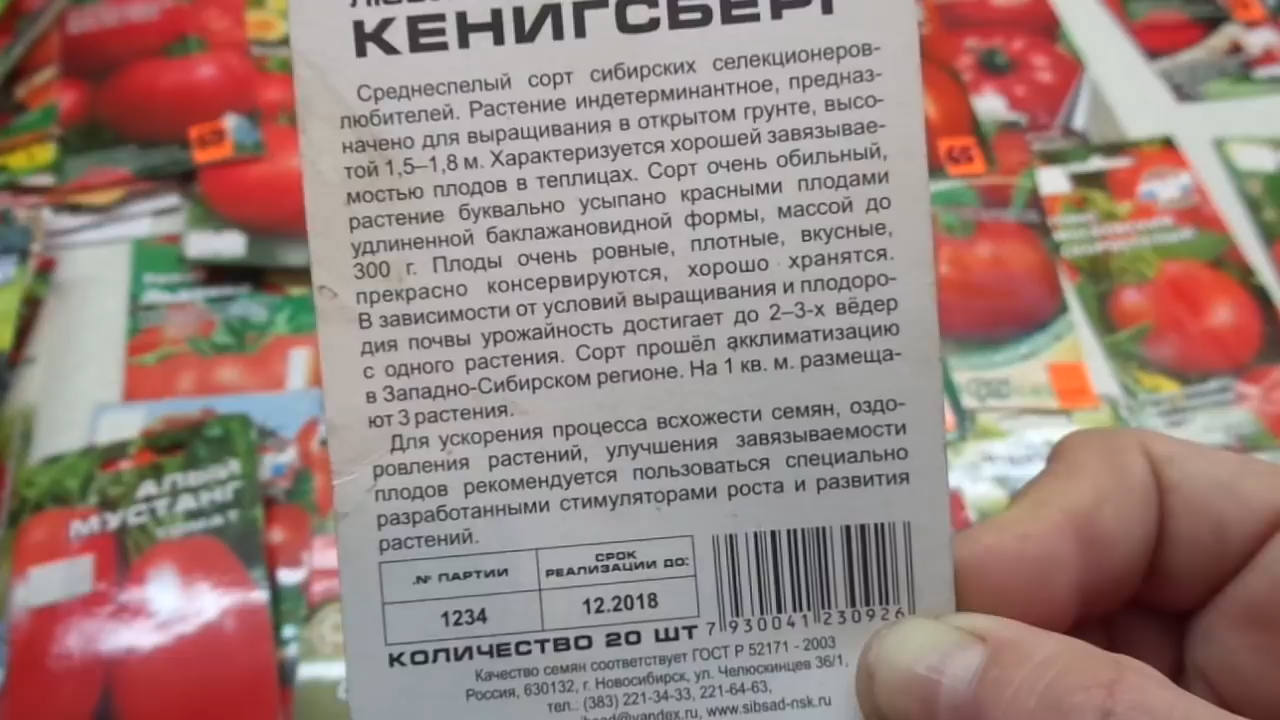 КЕНИГСБЕРГ
Среднеспелый сорт сибирских селекционеров-
любителей. Растение индетерминантное, предназ-
начено для выращивания в открытом грунте, высо-
той 1,5–1,8 м. Характеризуется хорошей завязывае-
мостью плодов в теплицах. Сорт очень обильный,
растение буквально усыпано красными плодами
удлиненной баклажановидной формы, массой до
300 г. Плоды очень ровные, плотные, вкусные,
прекрасно консервируются, хорошо хранятся.
В зависимости от условий выращивания и плодоро-
дия почвы урожайность достигает до 2–3-х вёдер
с одного растения. Сорт прошёл акклиматизацию
в Западно-Сибирском регионе. На 1 кв. м. размеща-
ют 3 растения.
Для ускорения процесса всхожести семян, оздо-
ровления растений, улучшения завязываемости
плодов рекомендуется пользоваться специально
разработанными стимуляторами роста и развития
растений.
.№ ПАРТИИ
СРОК
РЕАЛИЗАЦИИ ДО:
1234
12.2018
7 930041 230926
КОЛИЧЕСТВО 20 ШТ
Качество семян соответствует ГОСТ Р 52171 - 2003
Россия, 630132, г. Новосибирск, ул. Челюскинцев 36/1,
тел.: (383) 221-34-33, 221-64-63,
www.sibsad-nsk.ru
АЛЫЙ
МУСТАНГ